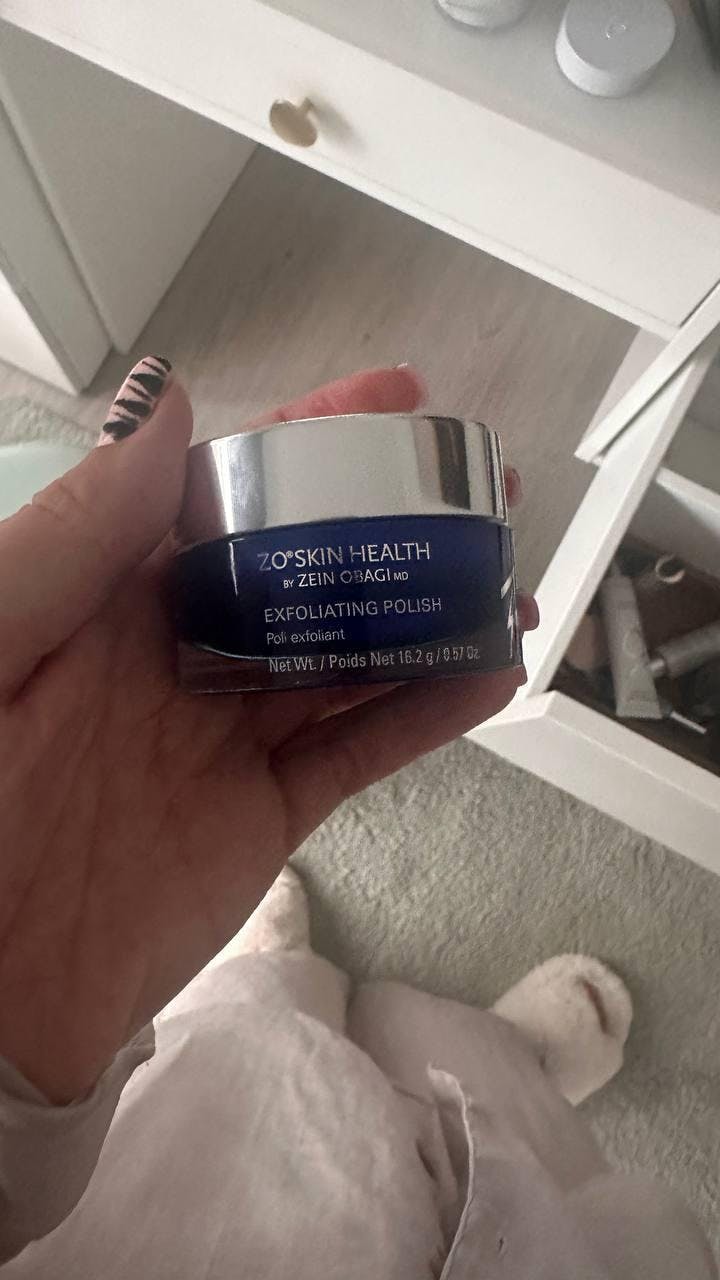 ZO® SKIN HEALTH
BY ZEIN OBAGI MD
EXFOLIATING POLISH
Poli exfoliant
Net Wt. / Poids Net 16.2 g / 0.57 Oz.